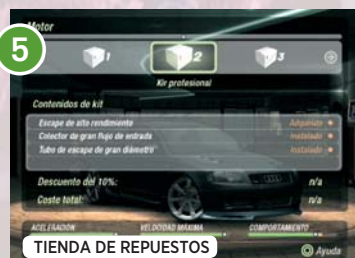 Motor
5
1
2
3
Kit profesional
Contenidos de kit
Escape de alto rendimiento Adquirido
Colector de gran flujo de entrada Instalado
Tubo de escape de gran diámetro Instalado
Descuento del 10%: n/a
Coste total: n/a
ACELERACIÓN VELOCIDAD MÁXIMA COMPORTAMIENTO
TIENDA DE REPUESTOS
Ayuda